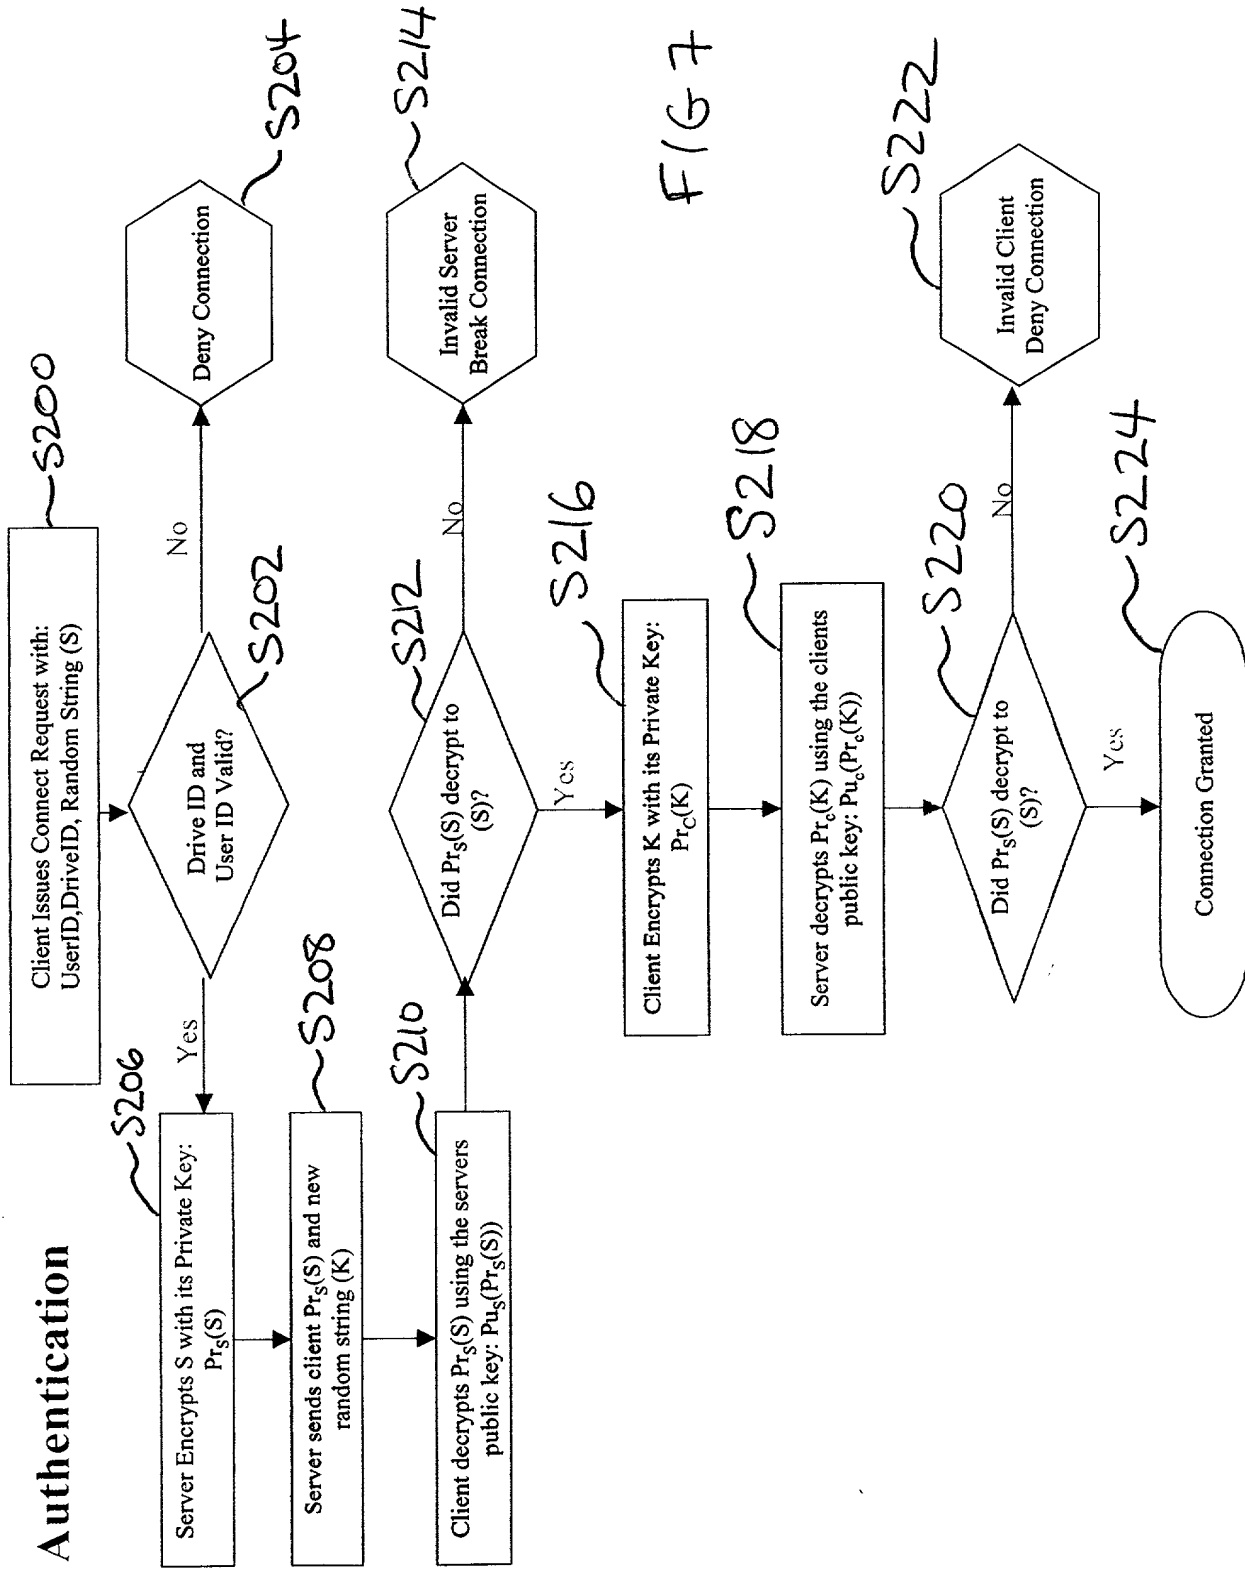 Authentication
Client Issues Connect Request with:
UserID,DriveID, Random String (S)
S200
Drive ID and
User ID Valid?
S202
No
Deny Connection
S204
Yes
Server Encrypts S with its Private Key:
Prs(S)
S206
Server sends client Prs(S) and new
random string (K)
S208
Client decrypts Prs(S) using the servers
public key: Pus(Prs(S))
S210
Did Prs(S) decrypt to
(S)?
S212
No
Invalid Server
Break Connection
S214
Yes
Client Encrypts K with its Private Key:
PrC(K)
S216
Server decrypts Prc(K) using the clients
public key: Puc(Prc(K))
S218
Did Prs(S) decrypt to
(S)?
S220
No
Invalid Client
Deny Connection
S222
Yes
Connection Granted
S224
FIG 7